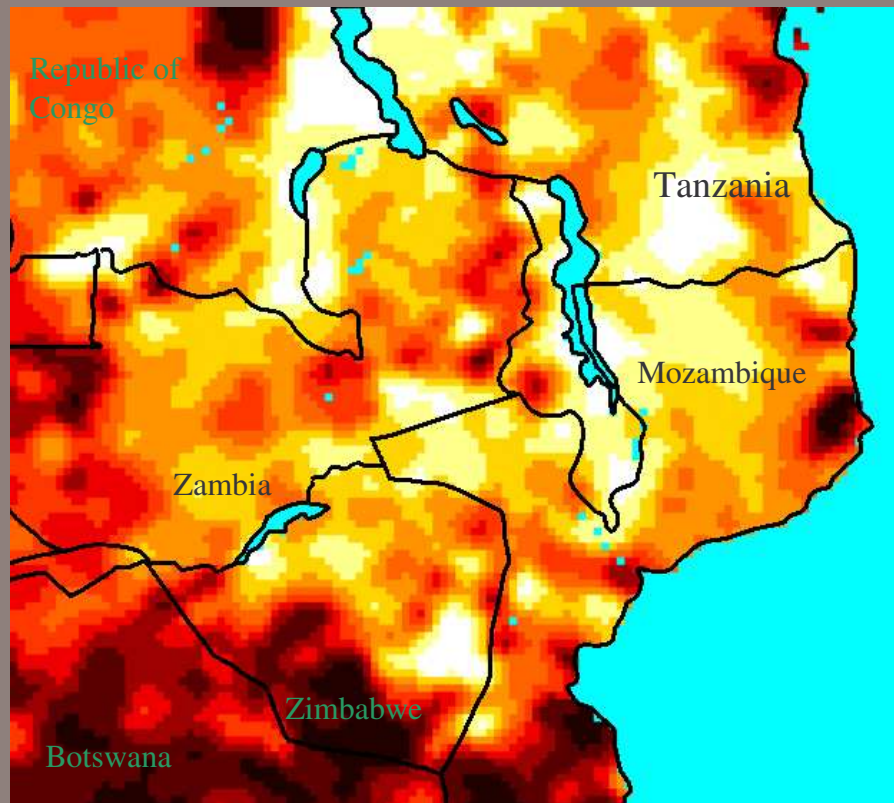 Republic of
Congo
Tanzania
Mozambique
Zambia
Zimbabwe
Botswana